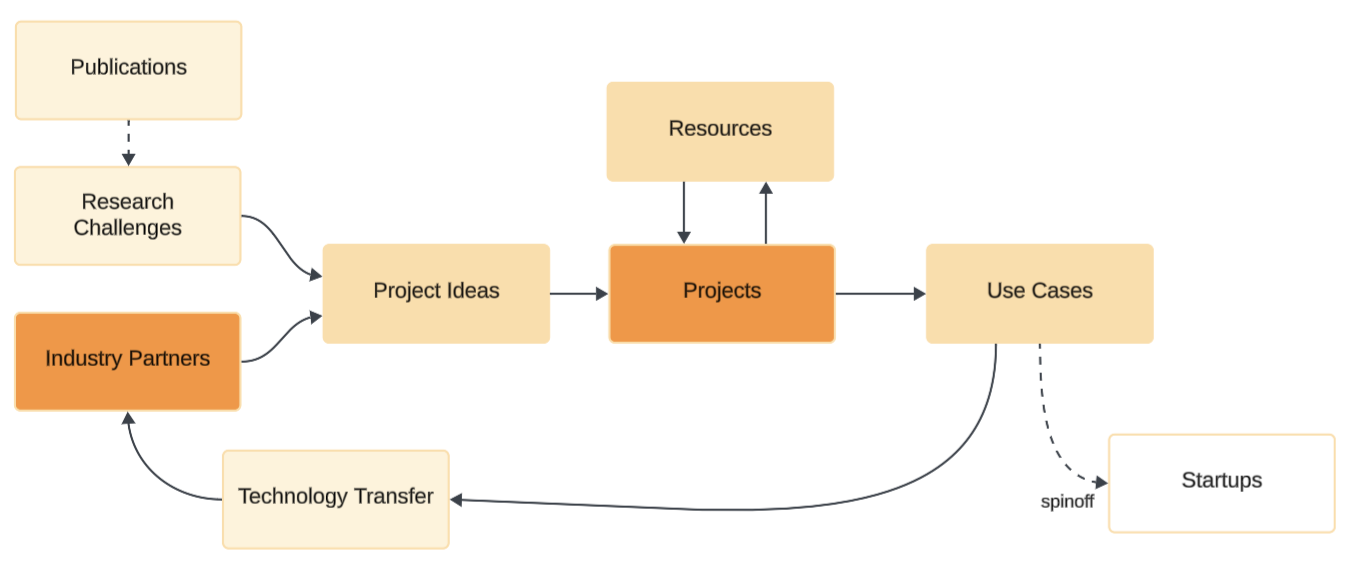 Publications
Research
Challenges
Industry Partners
Project Ideas
Resources
Projects
Use Cases
Technology Transfer
spinoff
Startups